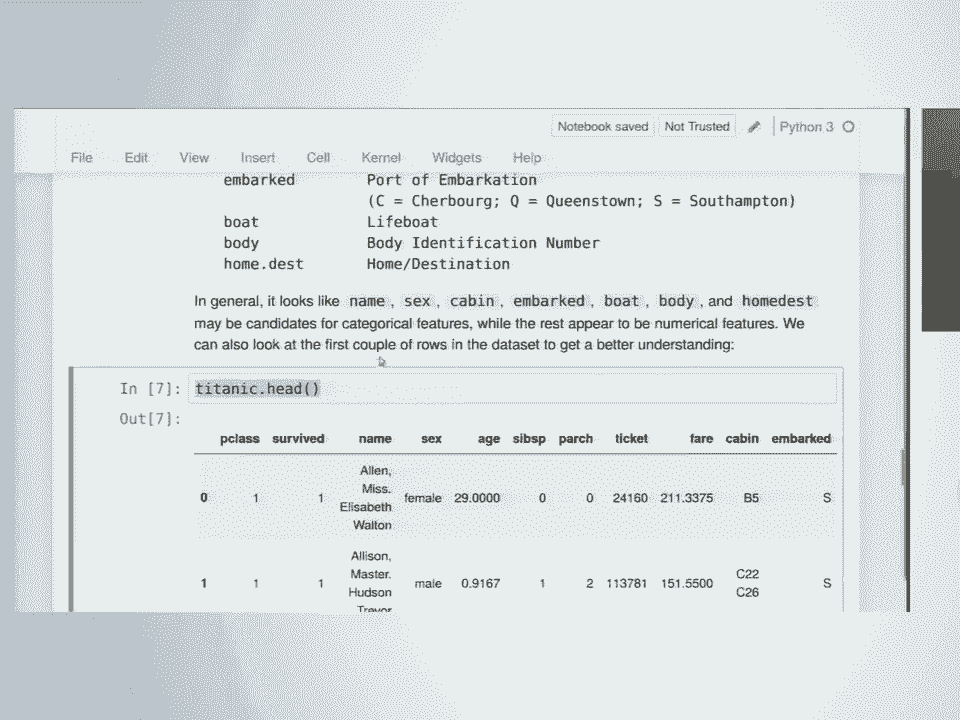 Notebook saved Not Trusted Python 3
File Edit View Insert Cell Kernel Widgets Help
embarked Port of Embarkation
(C = Cherbourg; Q = Queenstown; S = Southampton)
boat Lifeboat
body Body Identification Number
home.dest Home/Destination
In general, it looks like name, sex, cabin, embarked, boat, body, and homedest
may be candidates for categorical features, while the rest appear to be numerical features. We
can also look at the first couple of rows in the dataset to get a better understanding:
In [7]: titanic.head()
Out[7]:
pclass survived name sex age sibsp parch ticket fare cabin embarked
Allen,
Miss.
0 1 1 Elisabeth female 29.0000 0 0 24160 211.3375 B5 S
Walton
Allison,
Master.
1 1 1 Hudson male 0.9167 1 2 113781 151.5500 C22 C26 S
Trevor